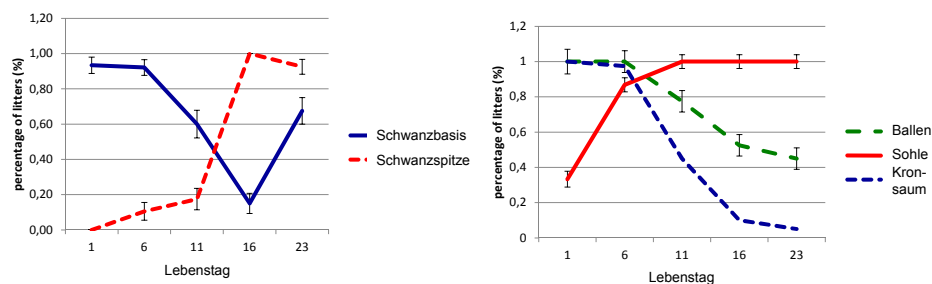 1,20
1,00
0,80
0,60
0,40
0,20
0,00
percentage of litters (%)
1 6 11 16 23
Lebenstag
Schwanzbasis
Schwanzspitze
1,2
1
0,8
0,6
0,4
0,2
0
percentage of litters (%)
1 6 11 16 23
Lebenstag
Ballen
Sohle
Kron-
saum